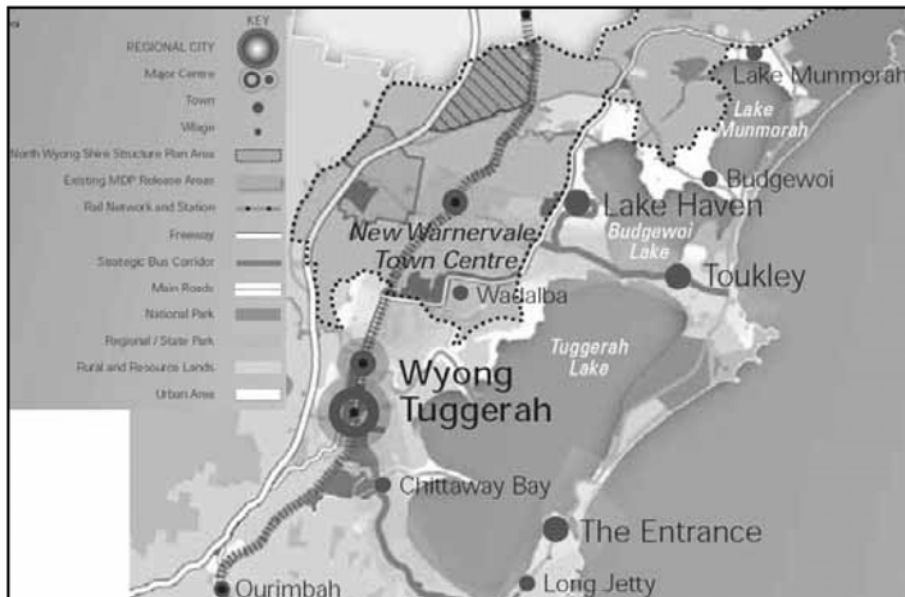 KEY
REGIONAL CITY
Major Centre
Town
Village
North Wyong Shire Structure Plan Area
Existing MDP Release Areas
Rail Network and Station
Freeway
Strategic Bus Corridor
Main Roads
National Park
Regional / State Park
Rural and Resource Lands
Urban Area
Lake Munmorah
Lake
Munmorah
Budgewoi
Lake Haven
New Warnervale
Town Centre
Budgewoi
Lake
Toukley
Wadalba
Tuggerah
Lake
Wyong
Tuggerah
Chittaway Bay
The Entrance
Long Jetty
Ourimbah